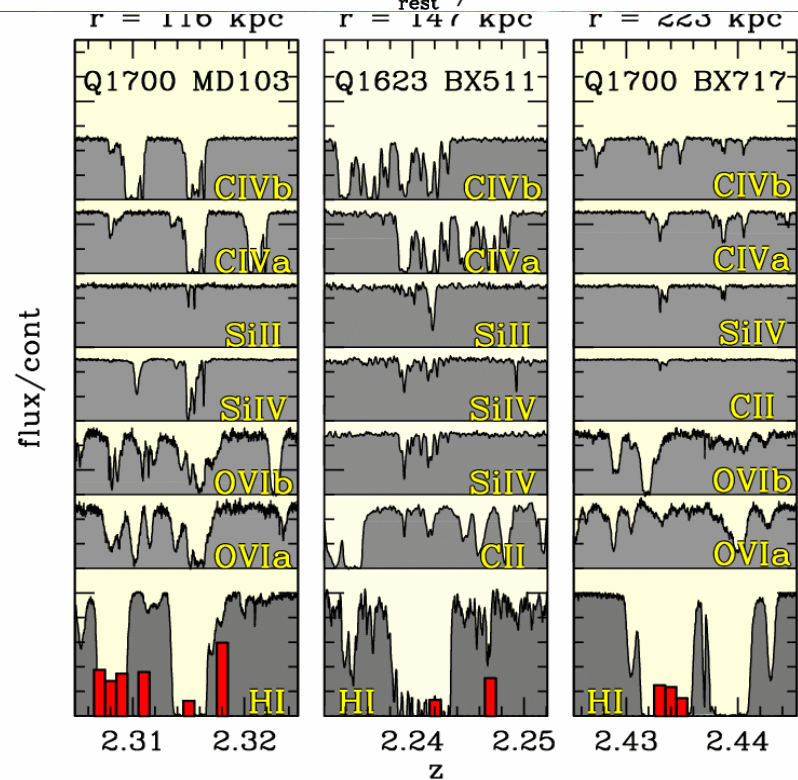 rest
r = 116 kpc
r = 147 kpc
r = 223 kpc
Q1700 MD103
Q1623 BX511
Q1700 BX717
CIVb
CIVb
CIVb
CIVa
CIVa
CIVa
SiII
SiII
SiIV
SiIV
SiIV
CII
OVIb
SiIV
OVIb
OVIa
CII
OVIa
HI
HI
HI
flux/cont
2.31
2.32
2.24
2.25
2.43
2.44
z